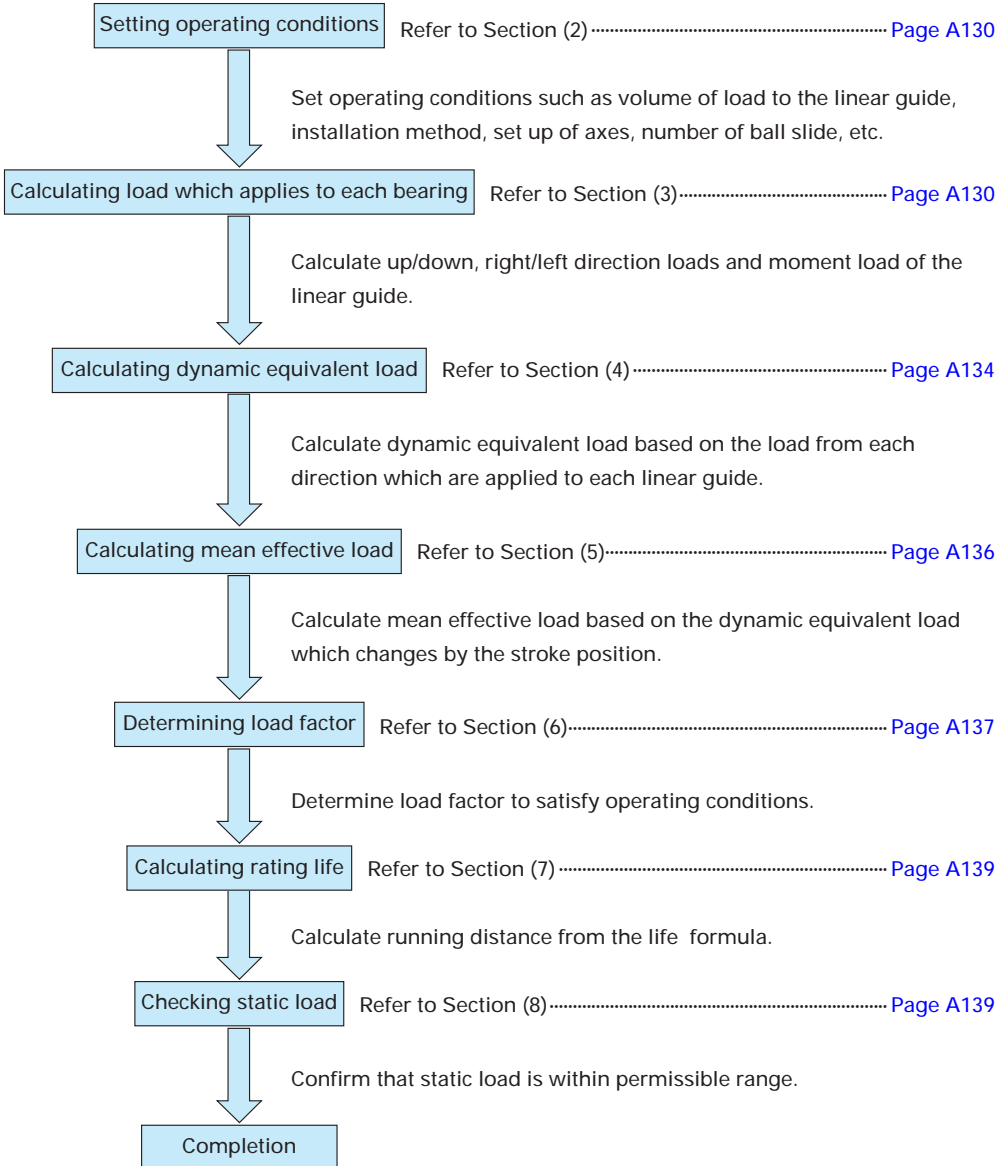 Setting operating conditions Refer to Section (2) Page A130
Set operating conditions such as volume of load to the linear guide,
installation method, set up of axes, number of ball slide, etc.
Calculating load which applies to each bearing Refer to Section (3) Page A130
Calculate up/down, right/left direction loads and moment load of the
linear guide.
Calculating dynamic equivalent load Refer to Section (4) Page A134
Calculate dynamic equivalent load based on the load from each
direction which are applied to each linear guide.
Calculating mean effective load Refer to Section (5) Page A136
Calculate mean effective load based on the dynamic equivalent load
which changes by the stroke position.
Determining load factor Refer to Section (6) Page A137
Determine load factor to satisfy operating conditions.
Calculating rating life Refer to Section (7) Page A139
Calculate running distance from the life formula.
Checking static load Refer to Section (8) Page A139
Confirm that static load is within permissible range.
Completion